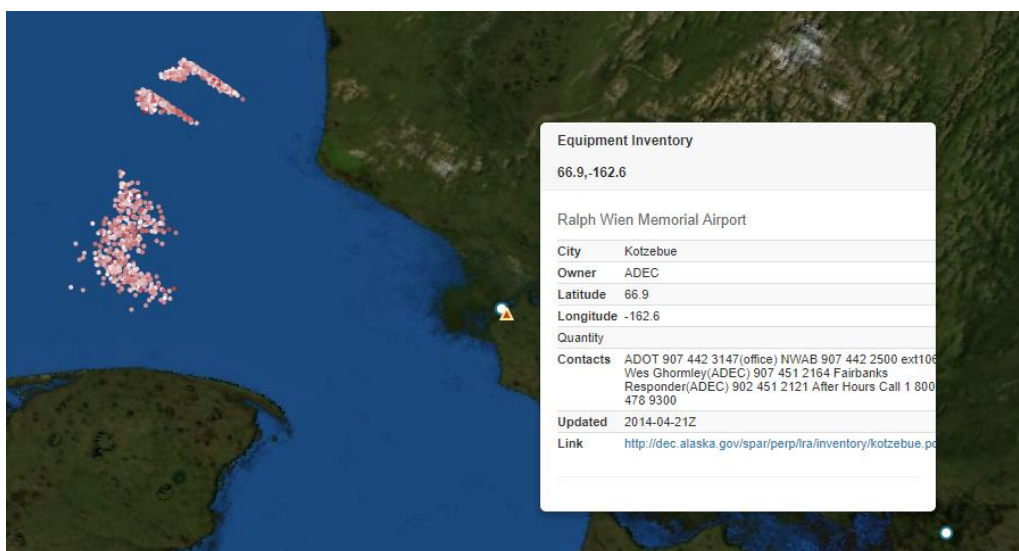 Equipment Inventory
66.9,-162.6
Ralph Wien Memorial Airport
City Kotzebue
Owner ADEC
Latitude 66.9
Longitude -162.6
Quantity
Contacts ADOT 907 442 3147(office) NWAB 907 442 2500 ext106
Wes Ghormley(ADEC) 907 451 2164 Fairbanks
Responder(ADEC) 902 451 2121 After Hours Call 1 800
478 9300
Updated 2014-04-21Z
Link http://dec.alaska.gov/spar/perp/lra/inventory/kotzebue.pd